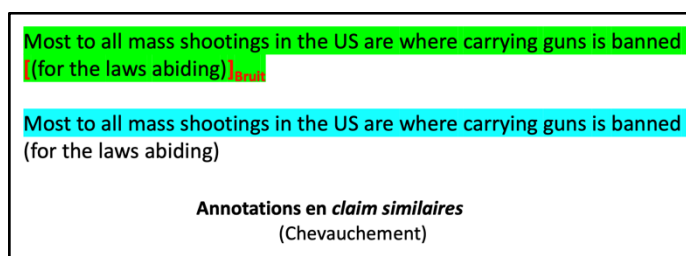 Most to all mass shootings in the US are where carrying guns is banned
[(for the laws abiding)]Bruit
Most to all mass shootings in the US are where carrying guns is banned
(for the laws abiding)
Annotations en claim similaires
(Chevauchement)